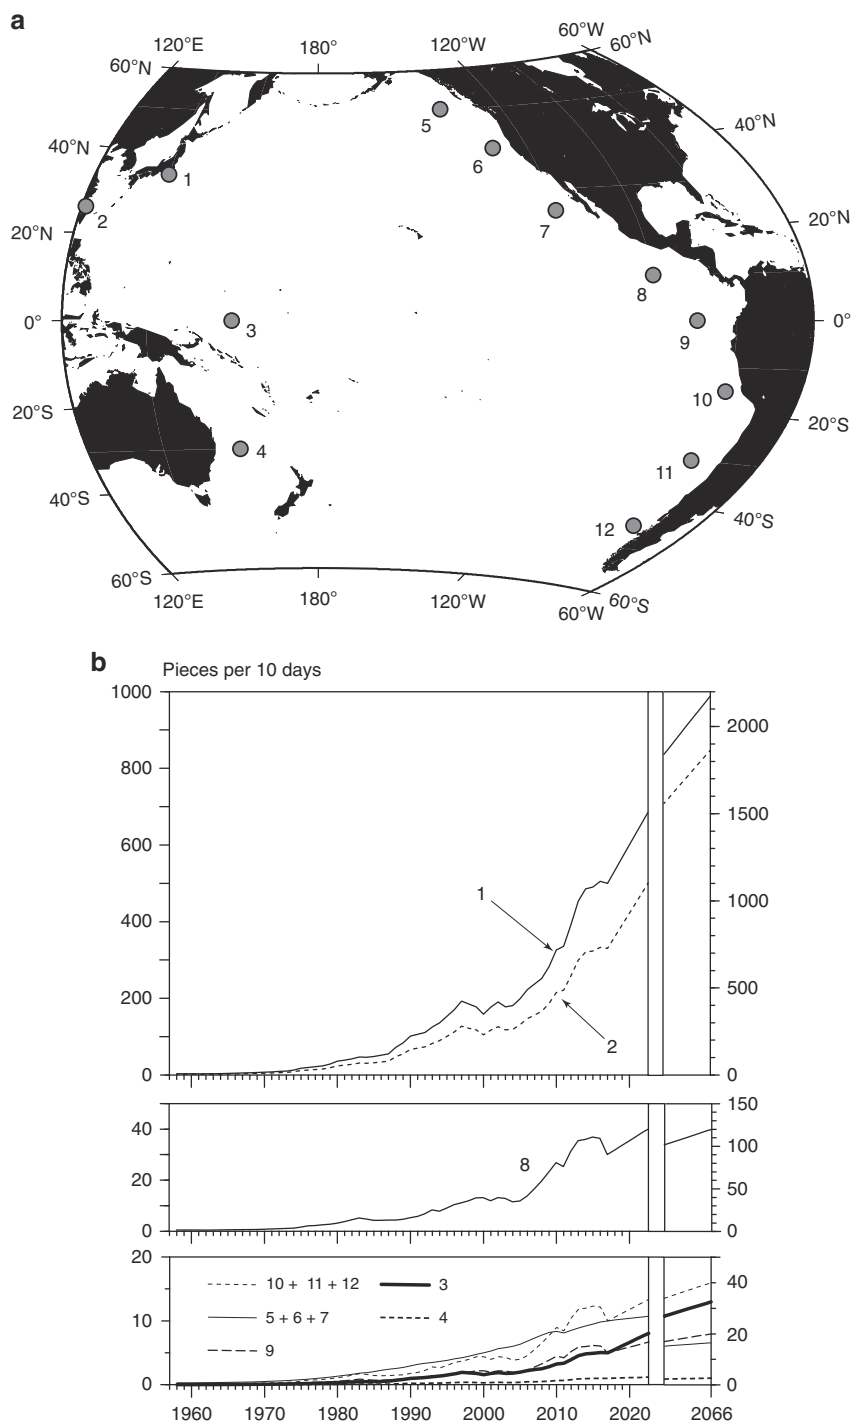 a
120°E 180° 120°W 60°W 60°N
60°N
40°N 40°N
5
6
1
2
20°N 7 20°N
8
0° 3 9 0°
10
20°S 20°S
4 11
40°S 12 40°S
60°S 60°S
120°E 180° 120°W 60°W
b
Pieces per 10 days
1000
2000
800
1500
600
1
1000
400
500
200
2
0 0
150
40
100
8
20
50
0 0
20
10 + 11 + 12 3 40
5 + 6 + 7 4
10 20
9
0 0
1960 1970 1980 1990 2000 2010 2020 2066